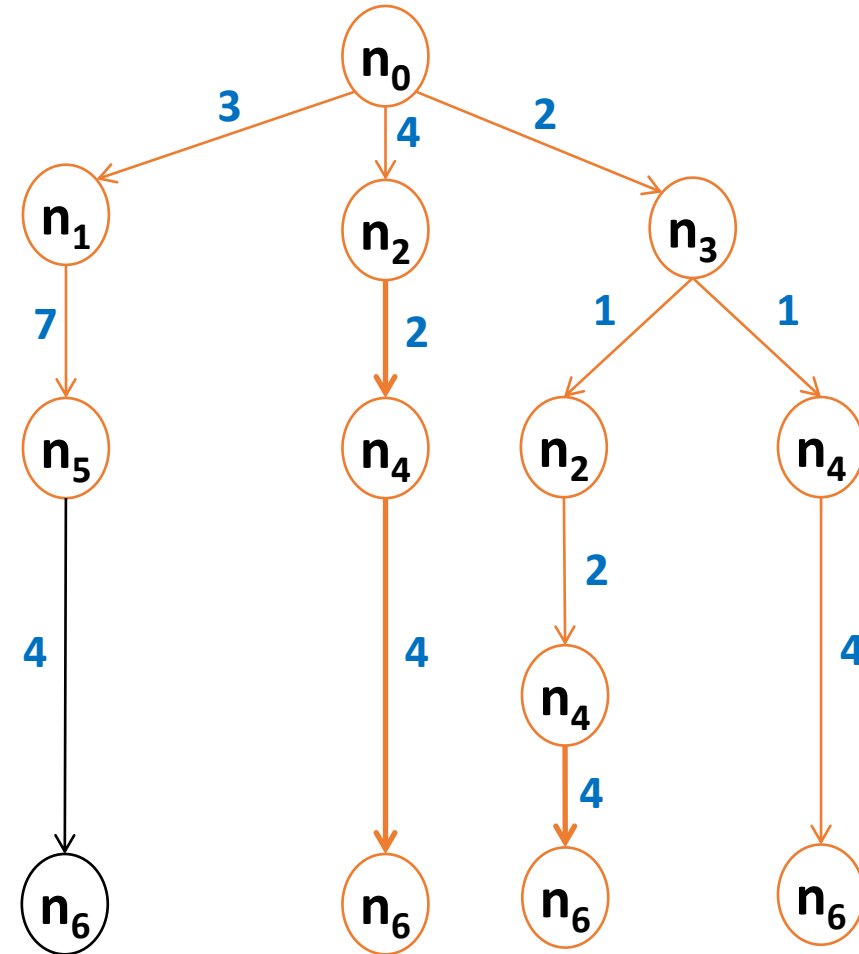 n₀
3 4 2
n₁ n₂ n₃
7 2 1 1
n₅ n₄ n₂ n₄
2
4 4 4
n₄
4
n₆ n₆ n₆ n₆